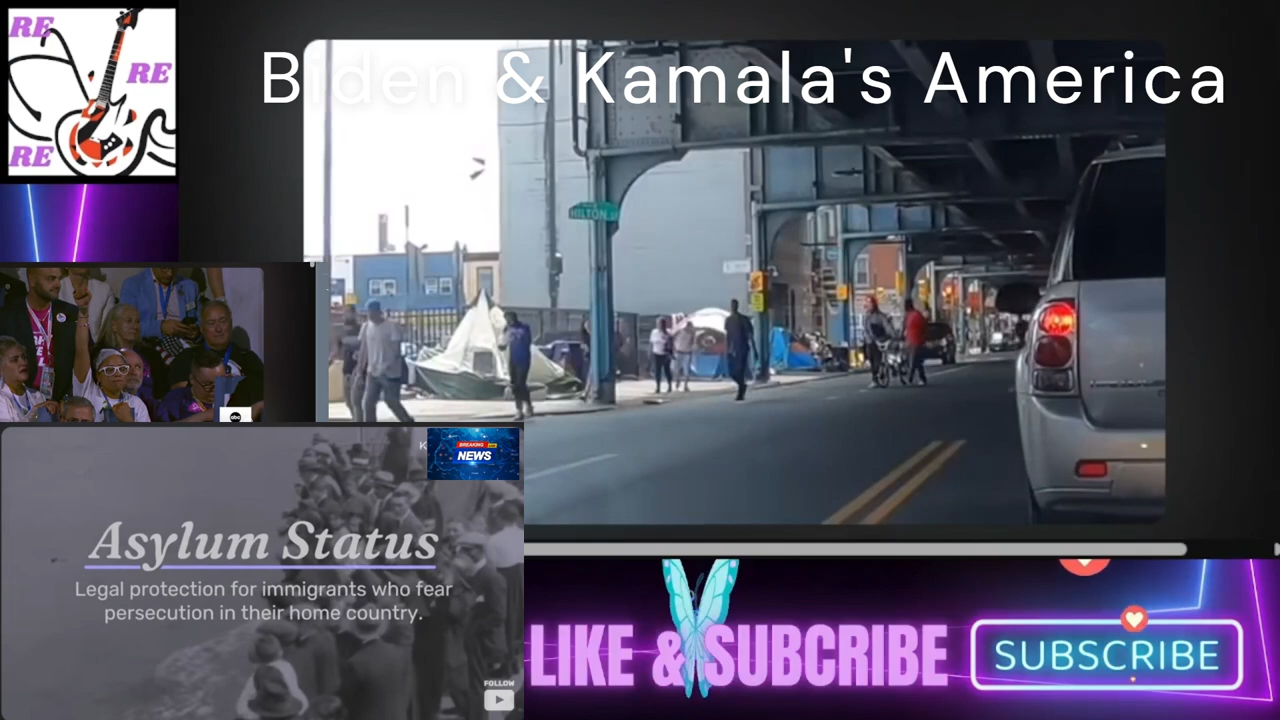 RE
RE
RE
Biden & Kamala's America
HILTON
abc
BREAKING
NEWS
Asylum Status
Legal protection for immigrants who fear
persecution in their home country.
FOLLOW
LIKE & SUBCRIBE
SUBSCRIBE